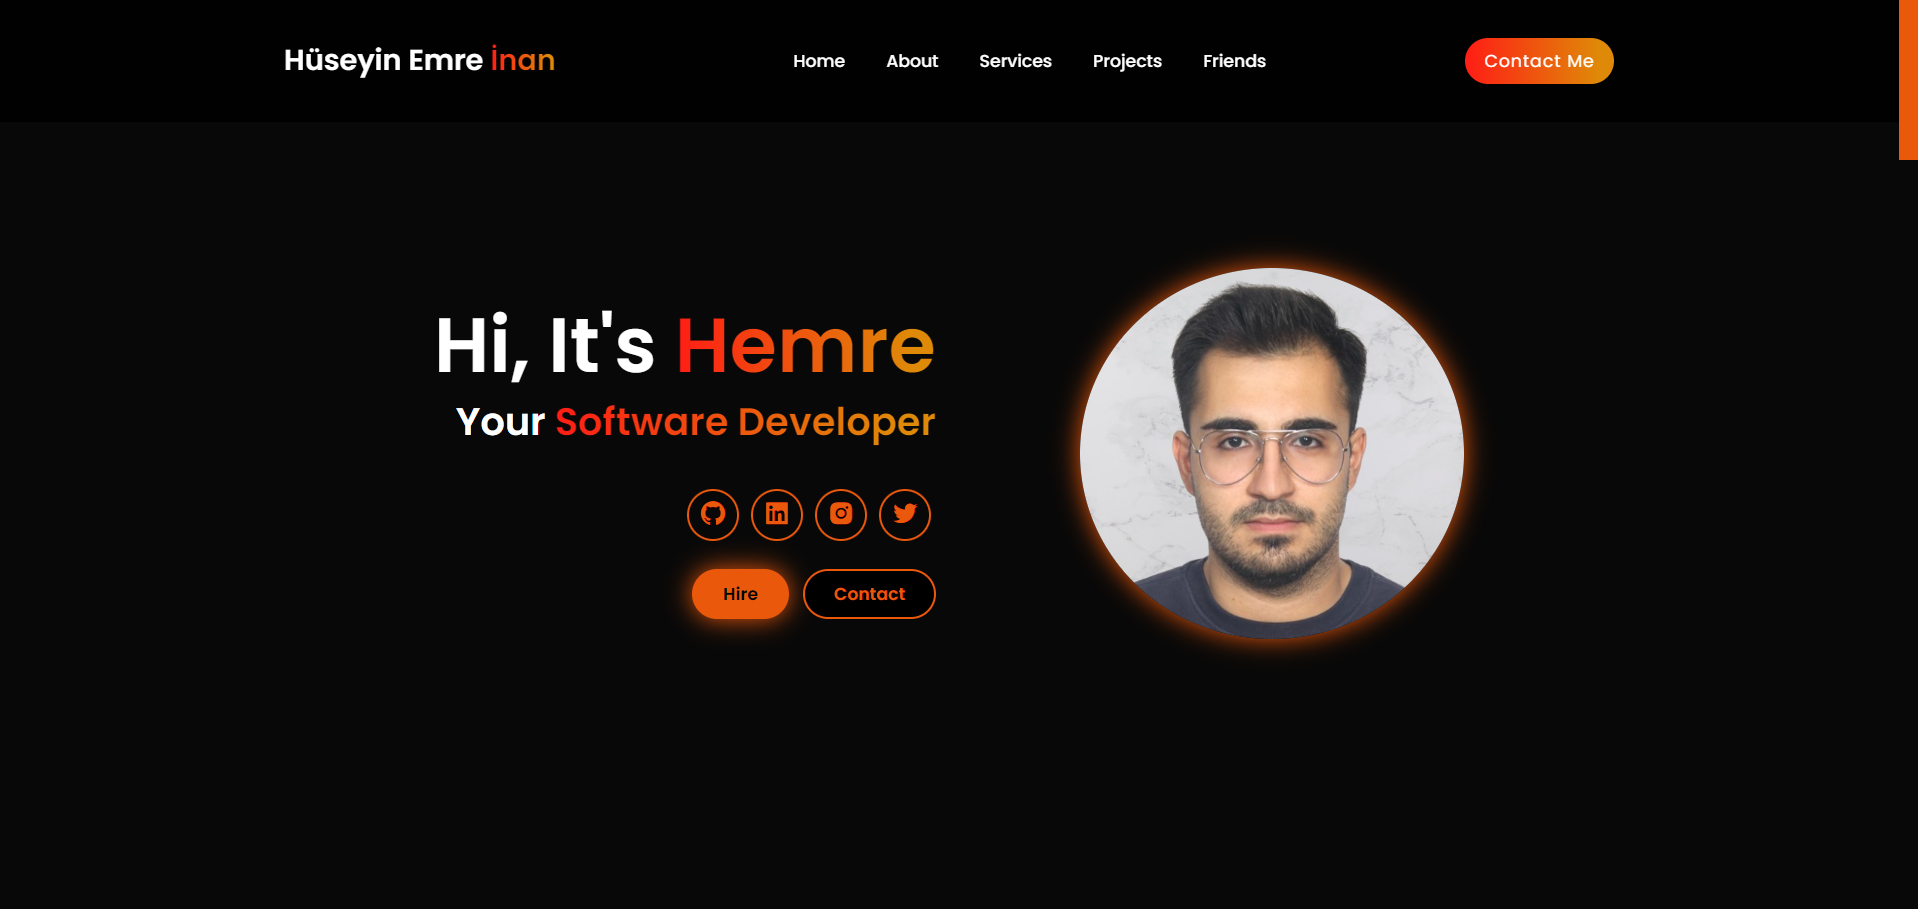 Hüseyin Emre İnan
Home About Services Projects Friends
Contact Me
Hi, It's Hemre
Your Software Developer
Hire Contact